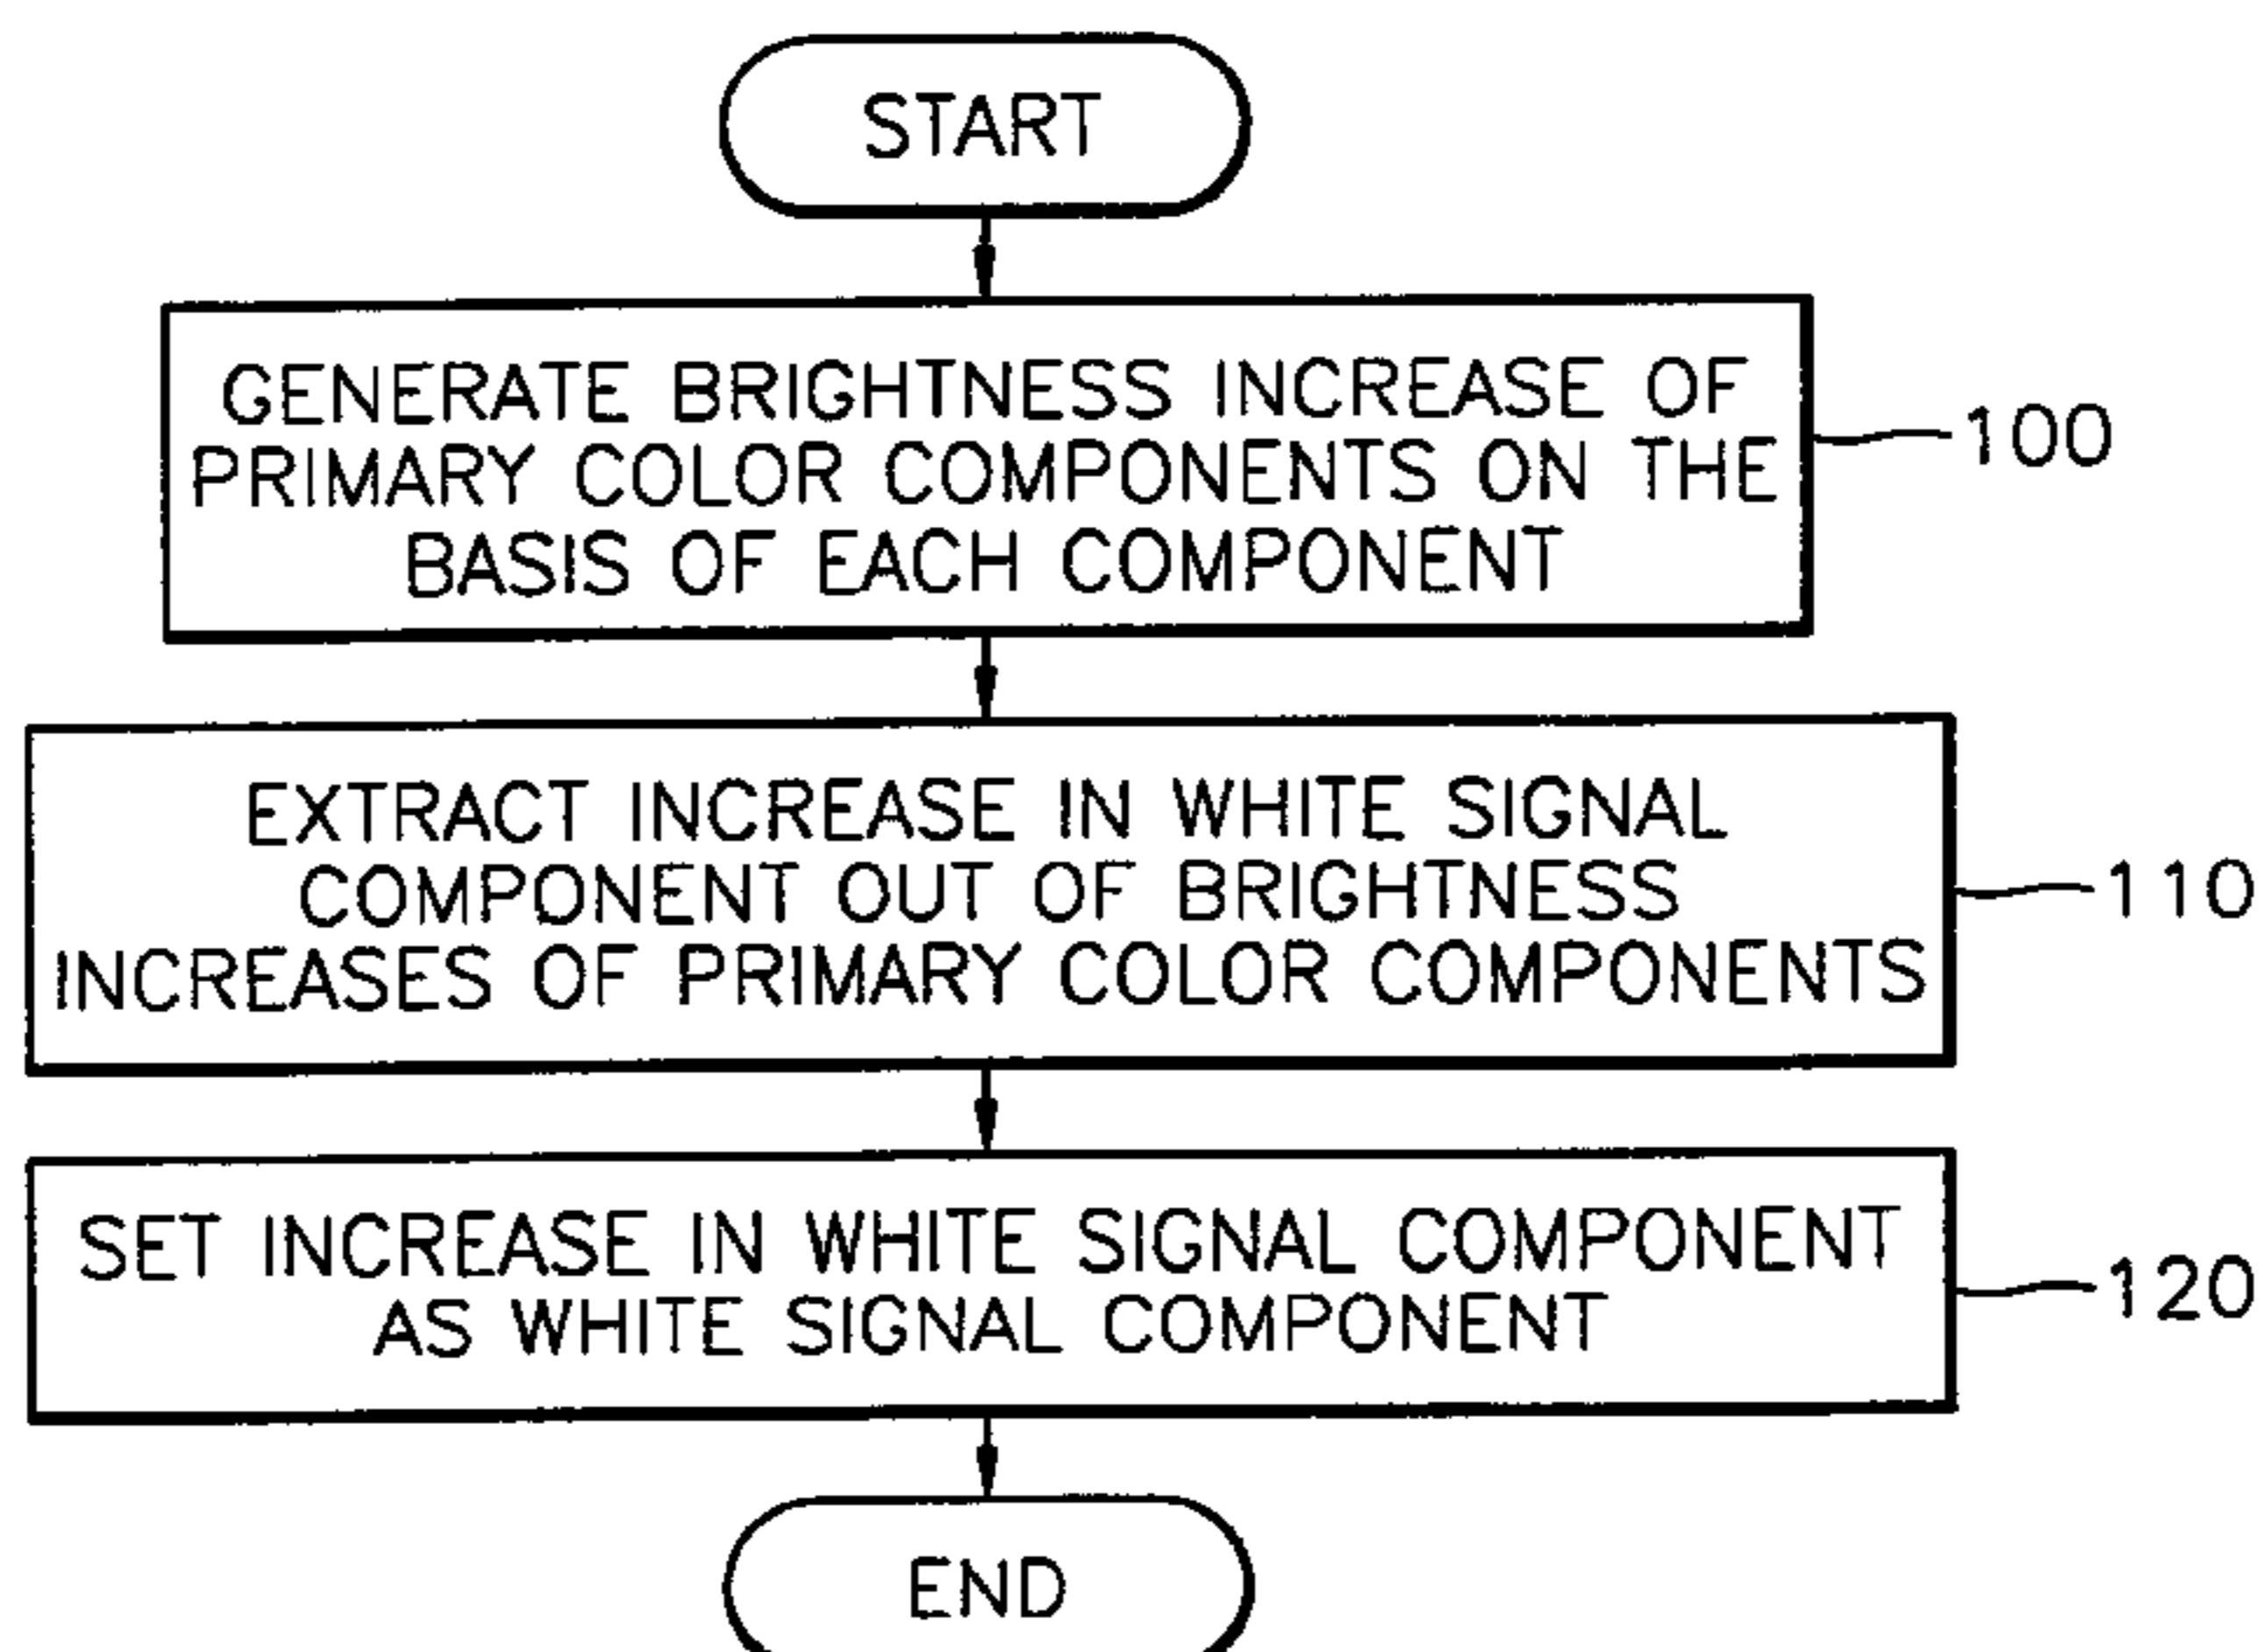 START
GENERATE BRIGHTNESS INCREASE OF
PRIMARY COLOR COMPONENTS ON THE
BASIS OF EACH COMPONENT
100
EXTRACT INCREASE IN WHITE SIGNAL
COMPONENT OUT OF BRIGHTNESS
INCREASES OF PRIMARY COLOR COMPONENTS
110
SET INCREASE IN WHITE SIGNAL COMPONENT
AS WHITE SIGNAL COMPONENT
120
END